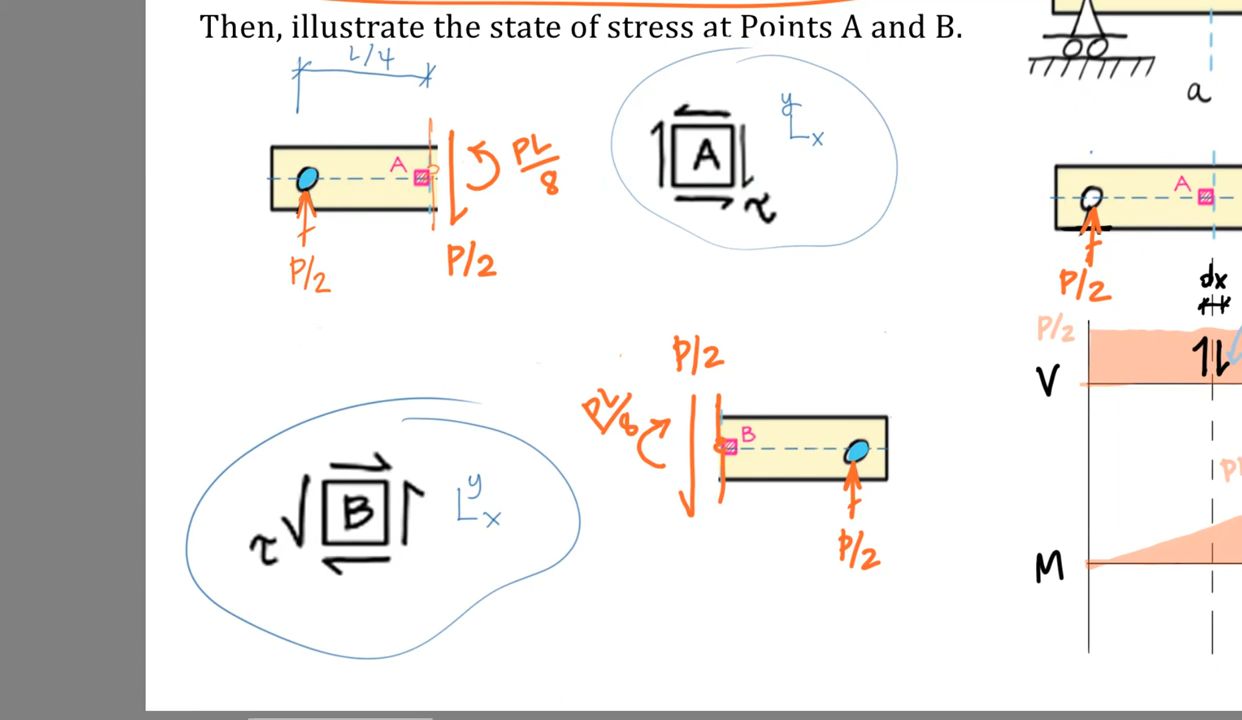 Then, illustrate the state of stress at Points A and B.
L/4
A
PL/8
P/2
P/2
A
τ
y
x
a
A
P/2
dx
P/2
V
M
P/2
PL/8
B
P/2
B
τ
y
x